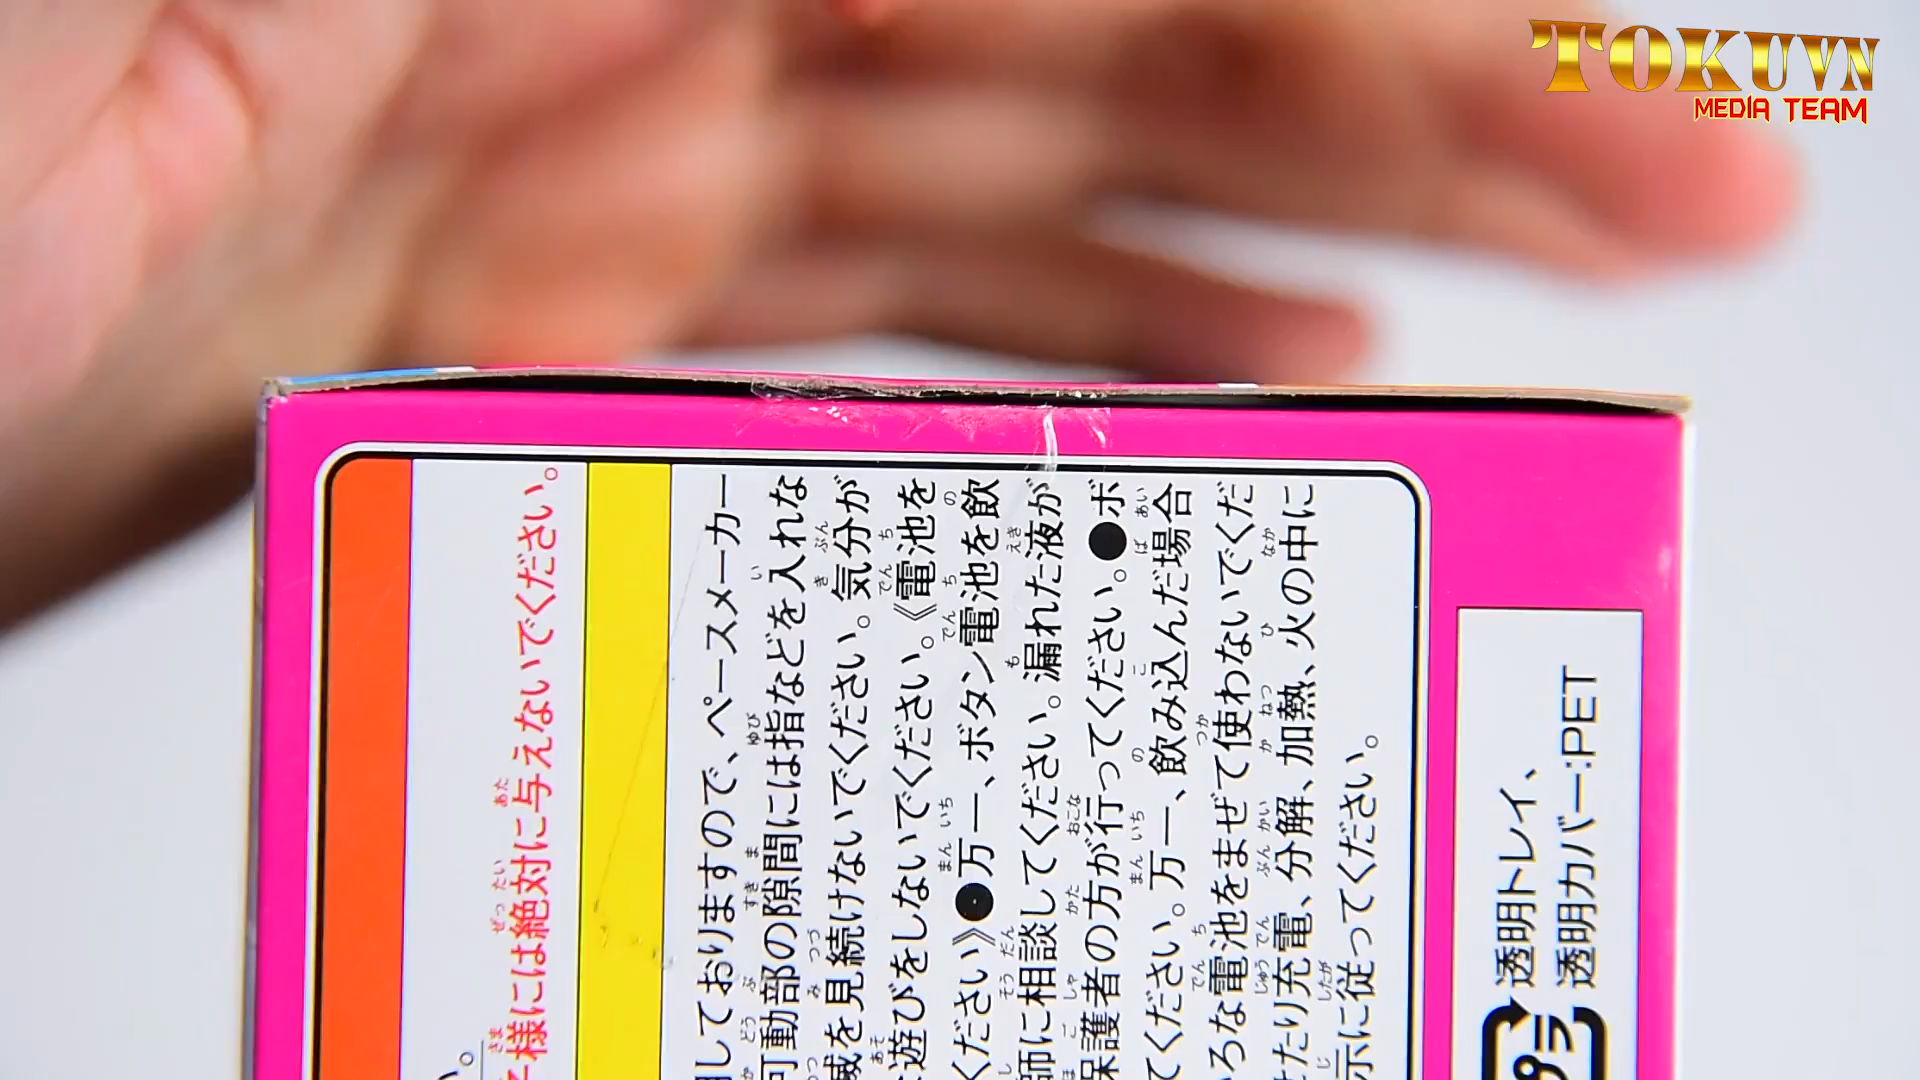 TOKUVN
MEDIA TEAM
様には絶対に与えないでください。
しておりますので、ペースメーカー
可動部の隙間には指などを入れな
を見続けないでください。気分が
遊びをしないでください。《電池を
ください》●万一、ボタン電池を飲
師に相談してください。漏れた液が
保護者の方が行ってください。●ボ
てください。万一、飲み込んだ場合
ろな電池をまぜて使わないでくだ
たり充電、分解、加熱、火の中に
示に従ってください。
透明トレイ、
透明カバー:PET
プラ